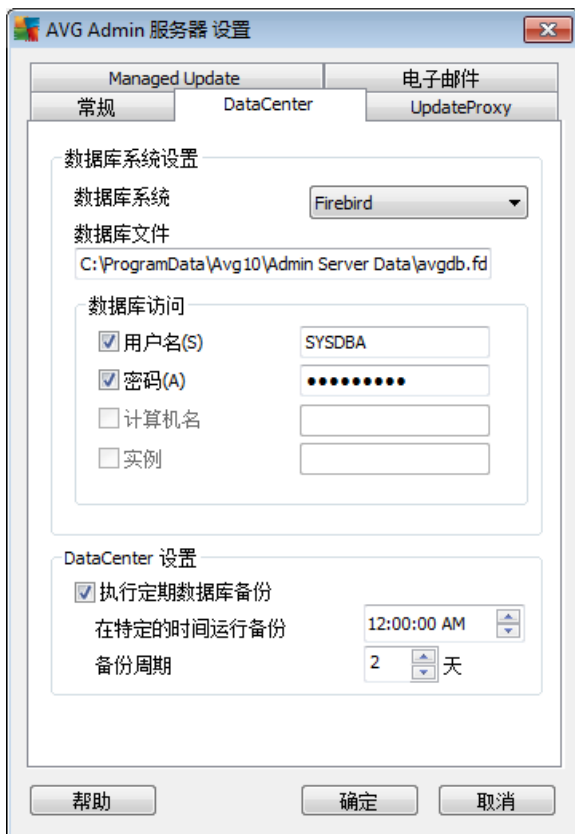 AVG Admin 服务器 设置
Managed Update 电子邮件
常规 DataCenter UpdateProxy
数据库系统设置
数据库系统 Firebird
数据库文件
C:\ProgramData\Avg10\Admin Server Data\avgdb.fd
数据库访问
用户名(S) SYSDBA
密码(A) •••••••••
计算机名
实例
DataCenter 设置
执行定期数据库备份
在特定的时间运行备份 12:00:00 AM
备份周期 2 天
帮助 确定 取消